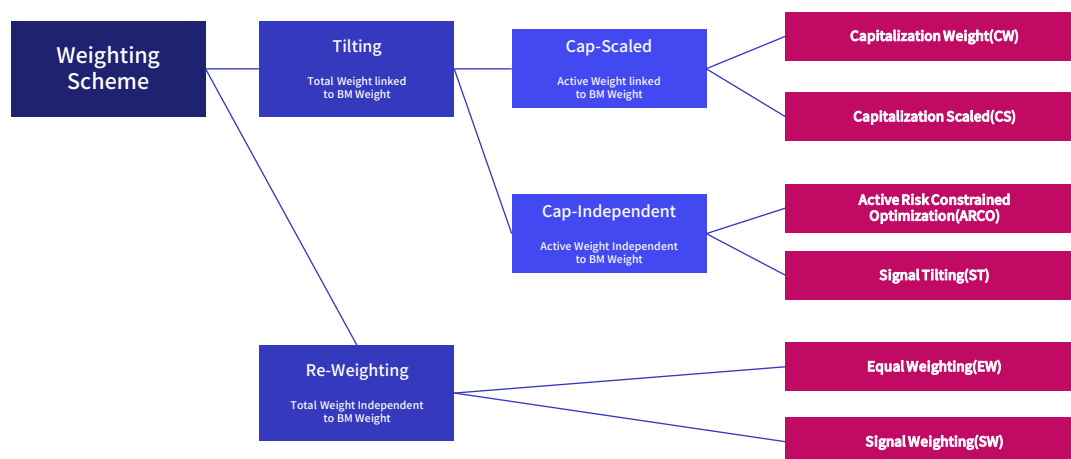 Weighting
Scheme
Tilting
Total Weight linked
to BM Weight
Cap-Scaled
Active Weight linked
to BM Weight
Capitalization Weight(CW)
Capitalization Scaled(CS)
Cap-Independent
Active Weight Independent
to BM Weight
Active Risk Constrained
Optimization(ARCO)
Signal Tilting(ST)
Re-Weighting
Total Weight Independent
to BM Weight
Equal Weighting(EW)
Signal Weighting(SW)